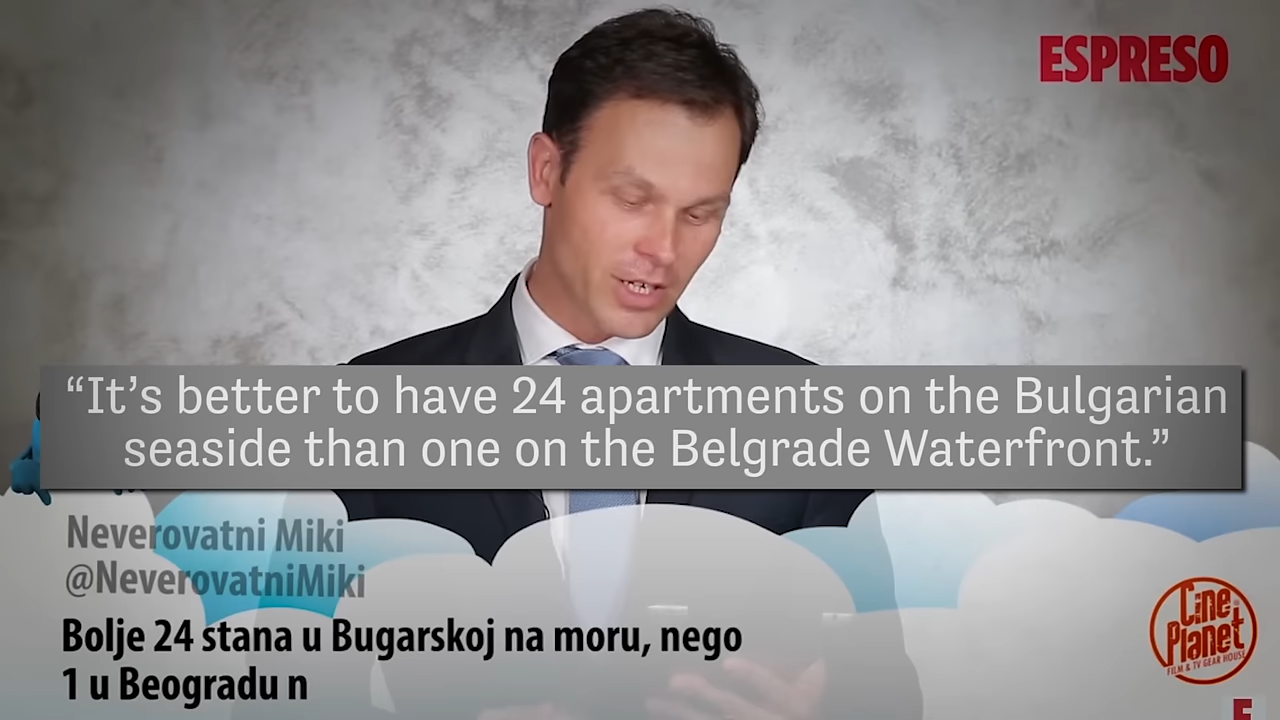 ESPRESO
“It’s better to have 24 apartments on the Bulgarian
seaside than one on the Belgrade Waterfront.”
Neverovatni Miki
@NeverovatniMiki
Bolje 24 stana u Bugarskoj na moru, nego
1 u Beogradu n
Cine
Planet
FILM & TV GEAR HOUSE
E